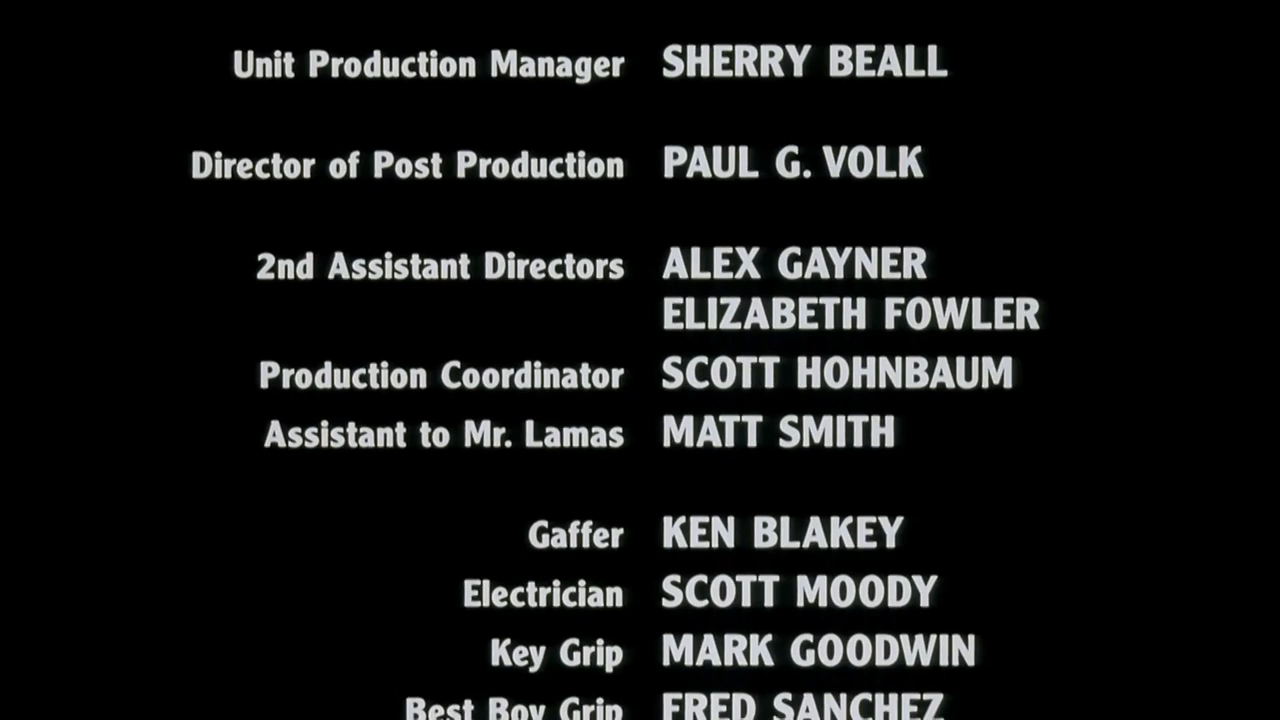 Unit Production Manager SHERRY BEALL
Director of Post Production PAUL G. VOLK
2nd Assistant Directors ALEX GAYNER
ELIZABETH FOWLER
Production Coordinator SCOTT HOHNBAUM
Assistant to Mr. Lamas MATT SMITH
Gaffer KEN BLAKEY
Electrician SCOTT MOODY
Key Grip MARK GOODWIN
Best Boy Grip FRED SANCHEZ